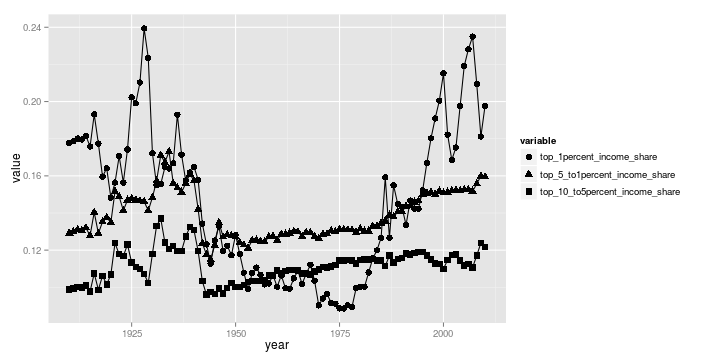 0.24
0.20
0.16
0.12
value
1925
1950
1975
2000
year
variable
top_1percent_income_share
top_5_to1percent_income_share
top_10_to5percent_income_share